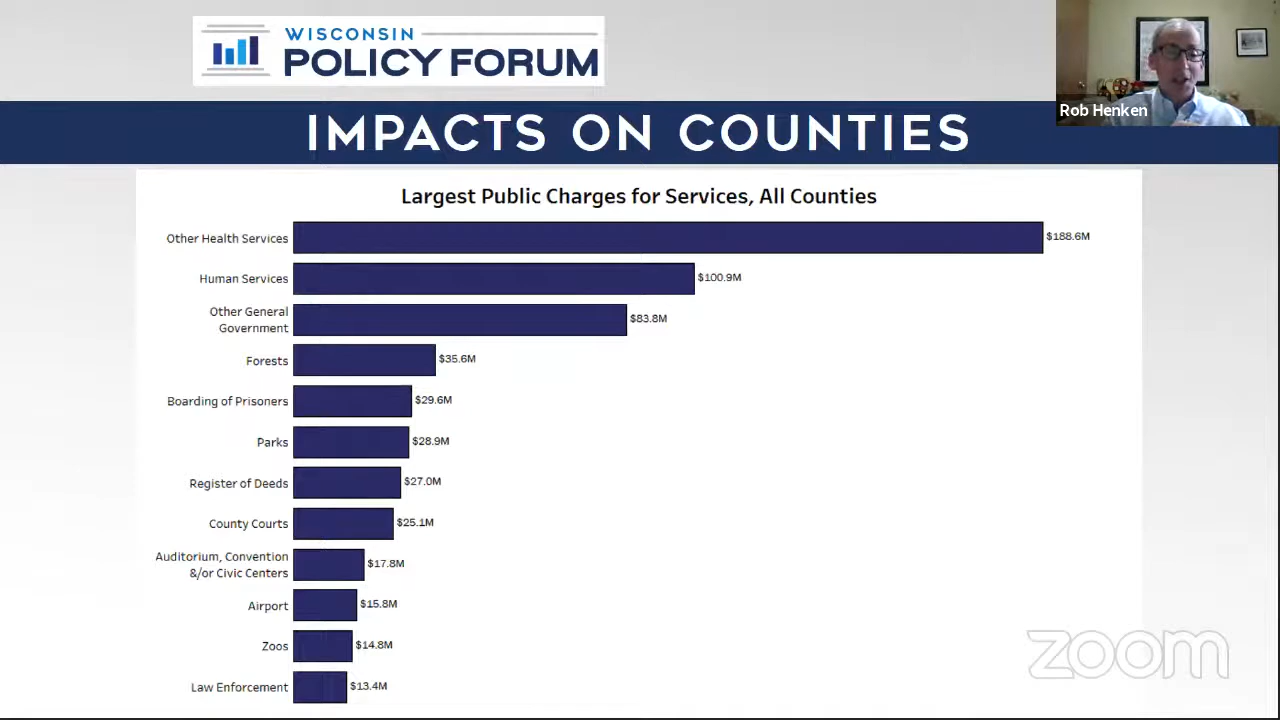 WISCONSIN
POLICY FORUM
Rob Henken
IMPACTS ON COUNTIES
Largest Public Charges for Services, All Counties
Other Health Services $188.6M
Human Services $100.9M
Other General
Government $83.8M
Forests $35.6M
Boarding of Prisoners $29.6M
Parks $28.9M
Register of Deeds $27.0M
County Courts $25.1M
Auditorium, Convention
&/or Civic Centers $17.8M
Airport $15.8M
Zoos $14.8M
Law Enforcement $13.4M
zoom